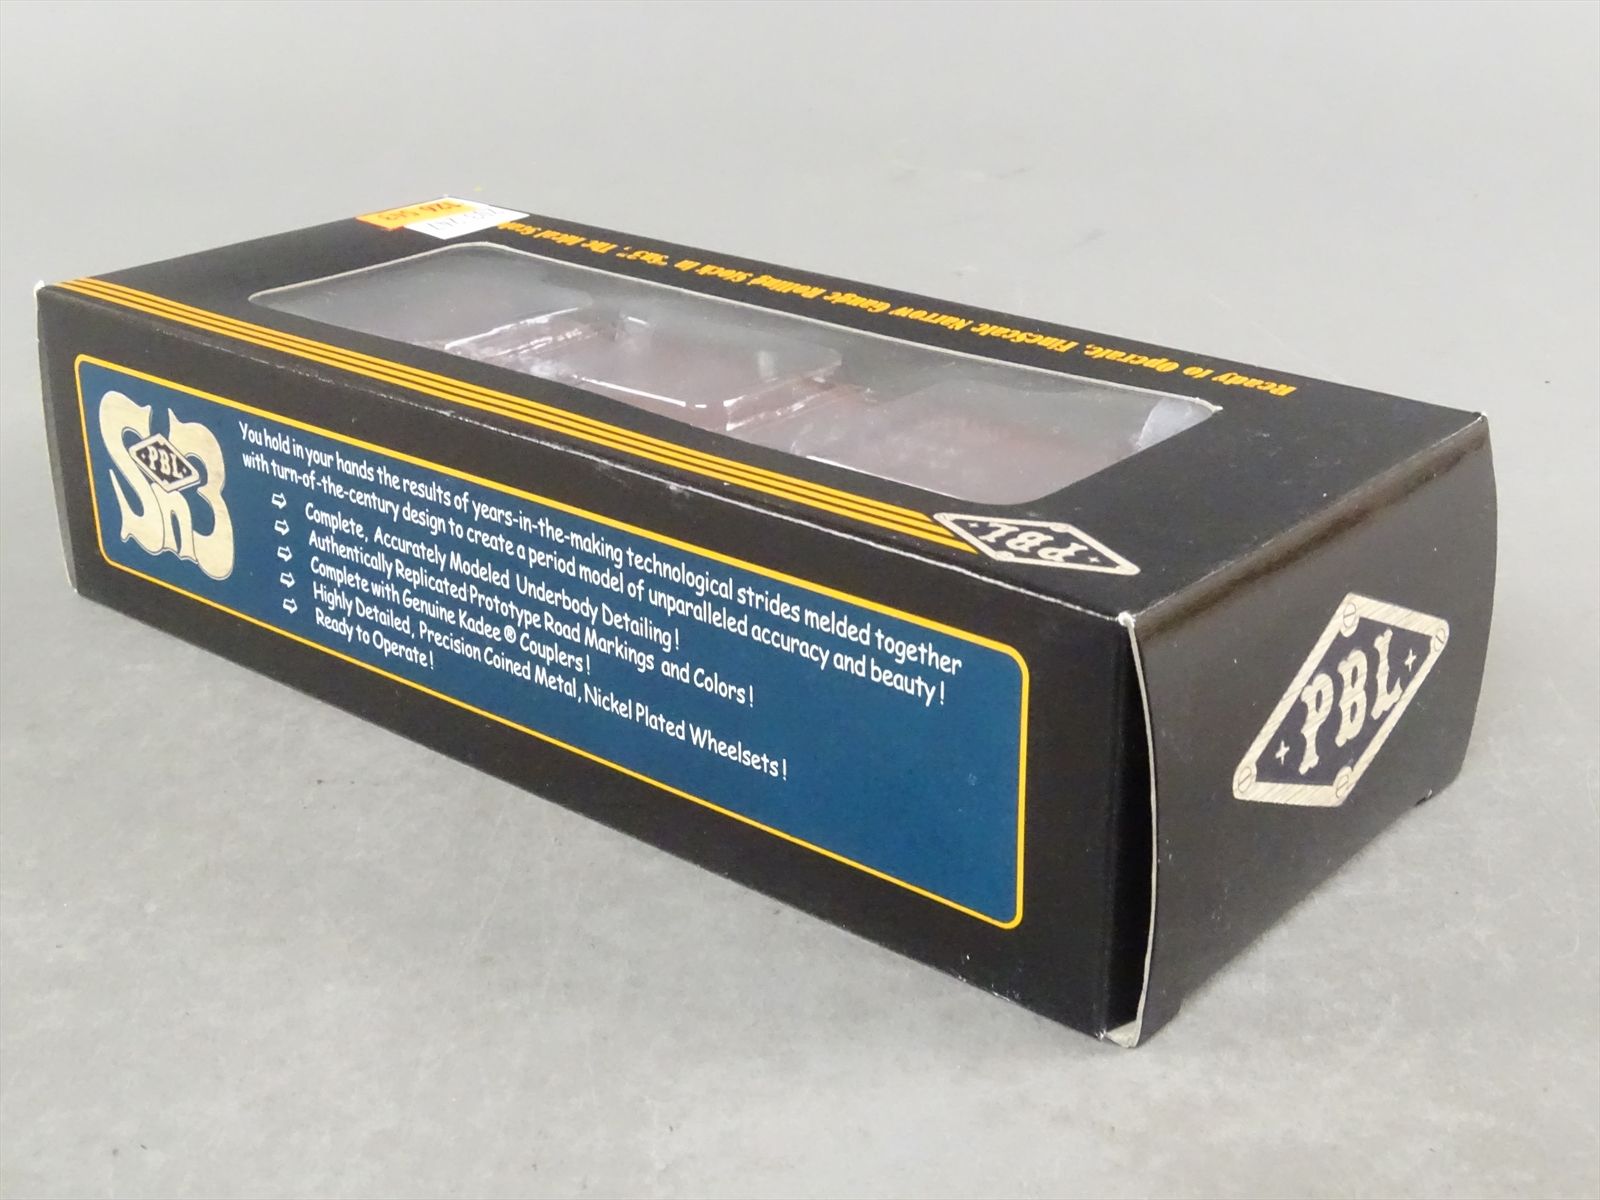 Ready to Operate, FineScale Narrow Gauge Rolling Stock In "Sn3", The Ideal Scale
PBL
Sn3
PBL
You hold in your hands the results of years-in-the-making technological strides melded together
with turn-of-the-century design to create a period model of unparalleled accuracy and beauty!
⇨ Complete, Accurately Modeled Underbody Detailing!
⇨ Authentically Replicated Prototype Road Markings and Colors!
⇨ Complete with Genuine Kadee® Couplers!
⇨ Highly Detailed, Precision Coined Metal, Nickel Plated Wheelsets!
⇨ Ready to Operate!
PBL